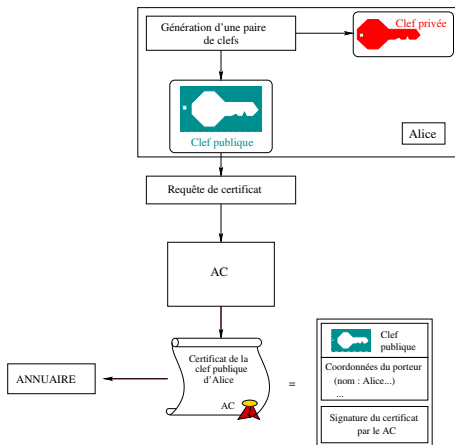 Génération d'une paire
de clefs
Clef privée
Clef publique
Alice
Requête de certificat
AC
Certificat de la
clef publique
d'Alice
AC
ANNUAIRE
=
Clef
publique
Coordonnées du porteur
(nom : Alice...)
...
Signature du certificat
par le AC